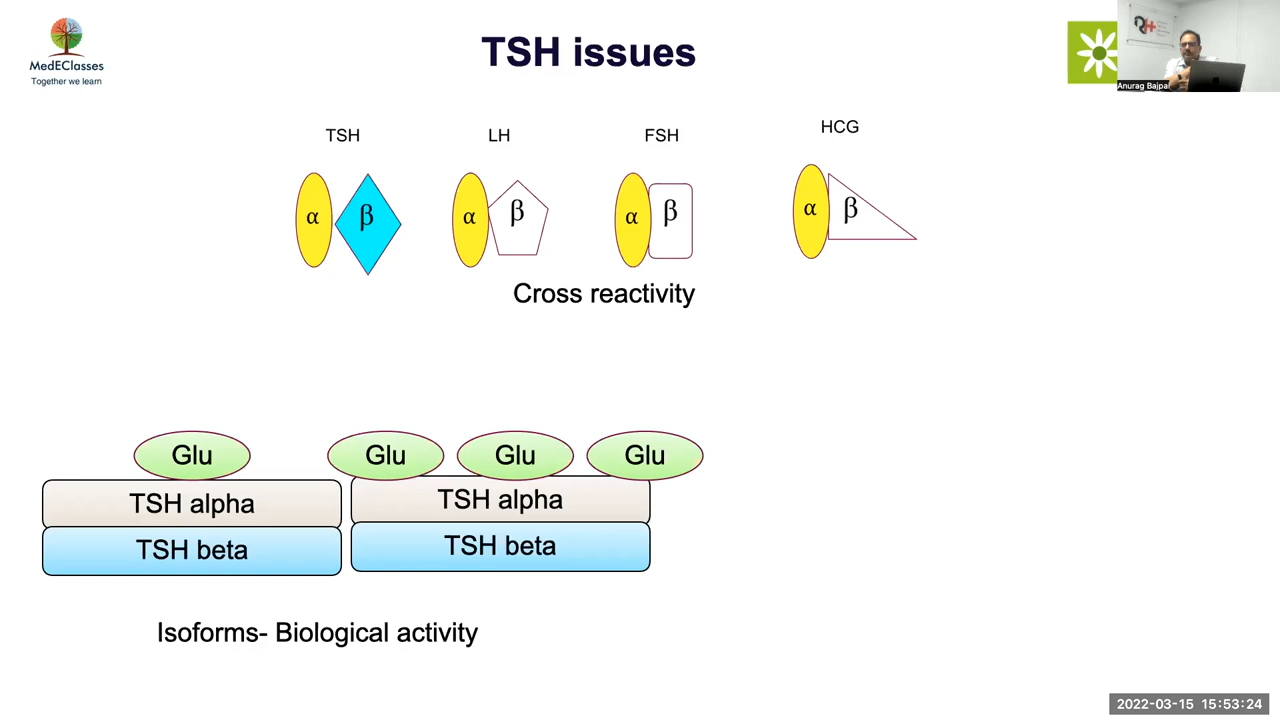 TSH issues
MedEClasses
Together we learn
Anurag Bajpai
TSH
LH
FSH
HCG
α
β
α
β
α
β
α
β
Cross reactivity
Glu
Glu
Glu
Glu
TSH alpha
TSH alpha
TSH beta
TSH beta
Isoforms- Biological activity
2022-03-15 15:53:24